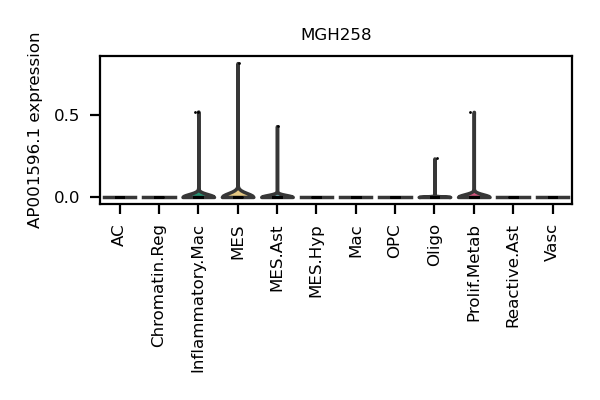 MGH258
AP001596.1 expression
0.5
0.0
AC
Chromatin.Reg
Inflammatory.Mac
MES
MES.Ast
MES.Hyp
Mac
OPC
Oligo
Prolif.Metab
Reactive.Ast
Vasc